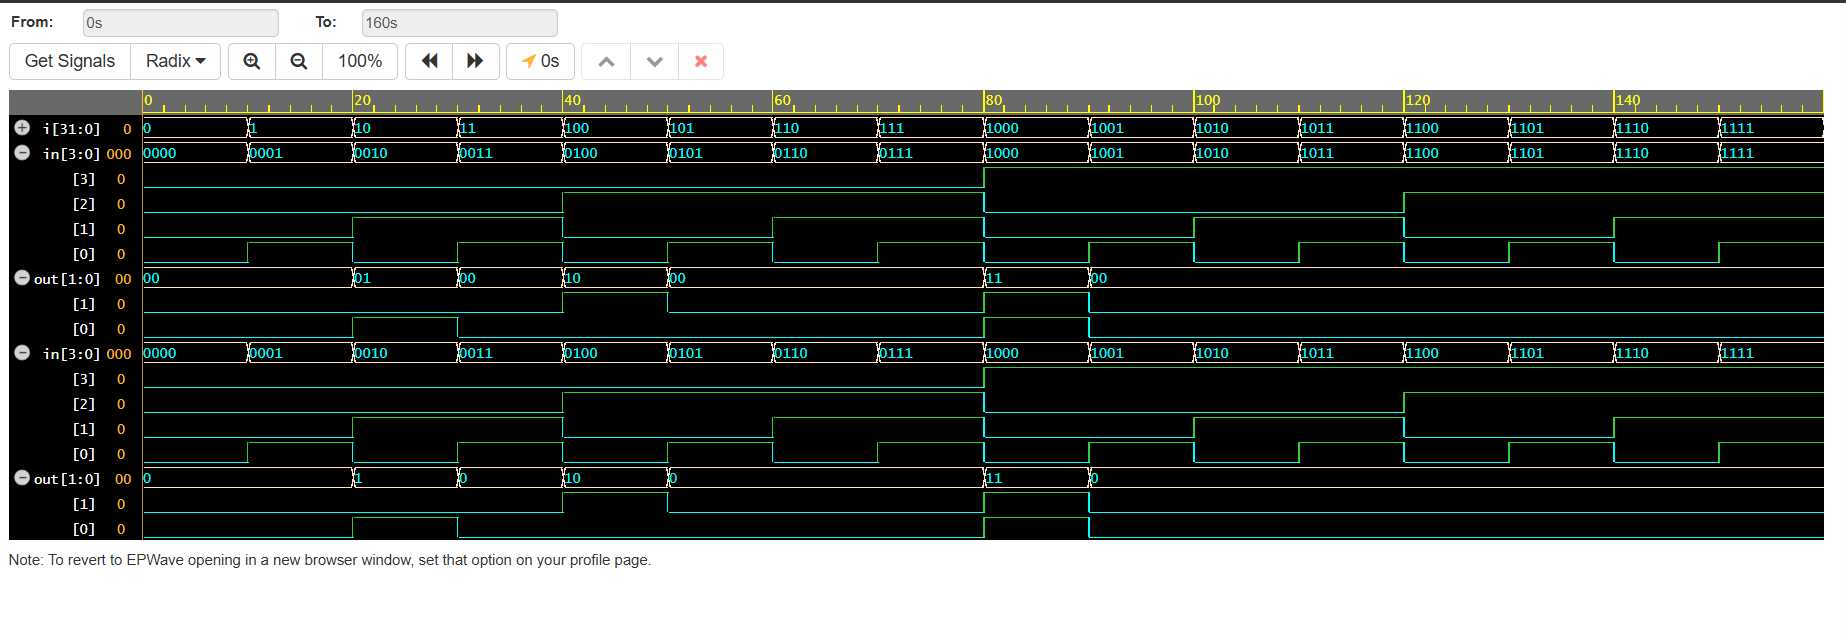 From: 0s To: 160s
Get Signals Radix 100% 0s
0 20 40 60 80 100 120 140
i[31:0] 0 0 1 10 11 100 101 110 111 1000 1001 1010 1011 1100 1101 1110 1111
in[3:0] 000 0000 0001 0010 0011 0100 0101 0110 0111 1000 1001 1010 1011 1100 1101 1110 1111
[3] 0
[2] 0
[1] 0
[0] 0
out[1:0] 00 00 01 00 10 00 11 00
[1] 0
[0] 0
in[3:0] 000 0000 0001 0010 0011 0100 0101 0110 0111 1000 1001 1010 1011 1100 1101 1110 1111
[3] 0
[2] 0
[1] 0
[0] 0
out[1:0] 00 0 1 0 10 0 11 0
[1] 0
[0] 0
Note: To revert to EPWave opening in a new browser window, set that option on your profile page.